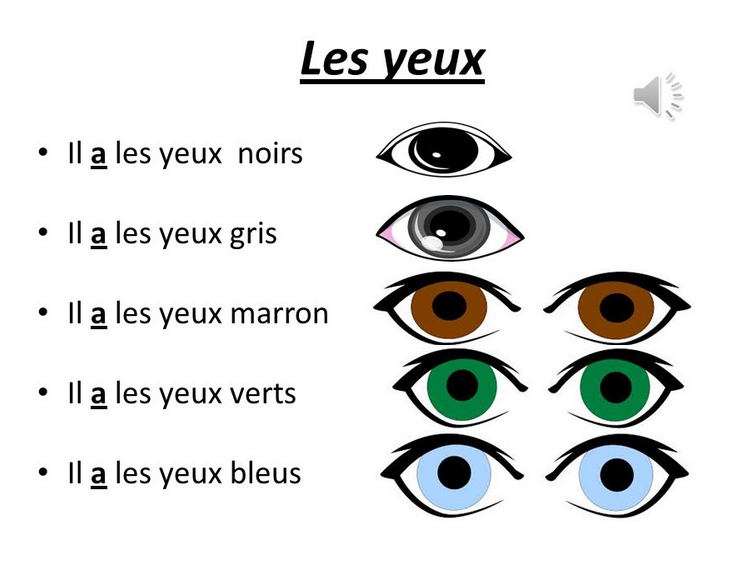 Les yeux
• Il a les yeux  noirs
• Il a les yeux gris
• Il a les yeux marron
• Il a les yeux verts
• Il a les yeux bleus